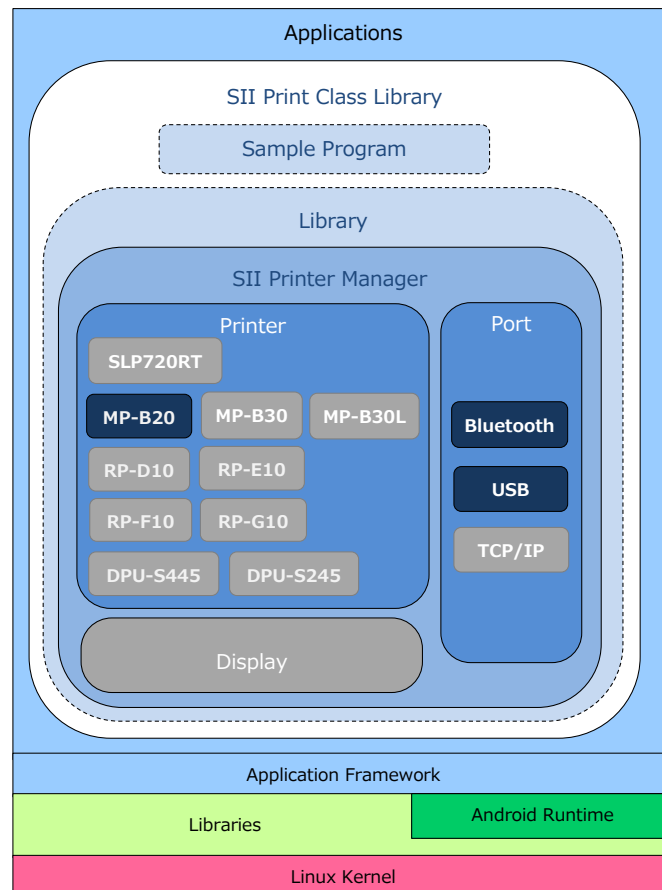 Applications
SII Print Class Library
Sample Program
Library
SII Printer Manager
Printer
Port
SLP720RT
MP-B20
MP-B30
MP-B30L
Bluetooth
RP-D10
RP-E10
USB
RP-F10
RP-G10
TCP/IP
DPU-S445
DPU-S245
Display
Application Framework
Libraries
Android Runtime
Linux Kernel